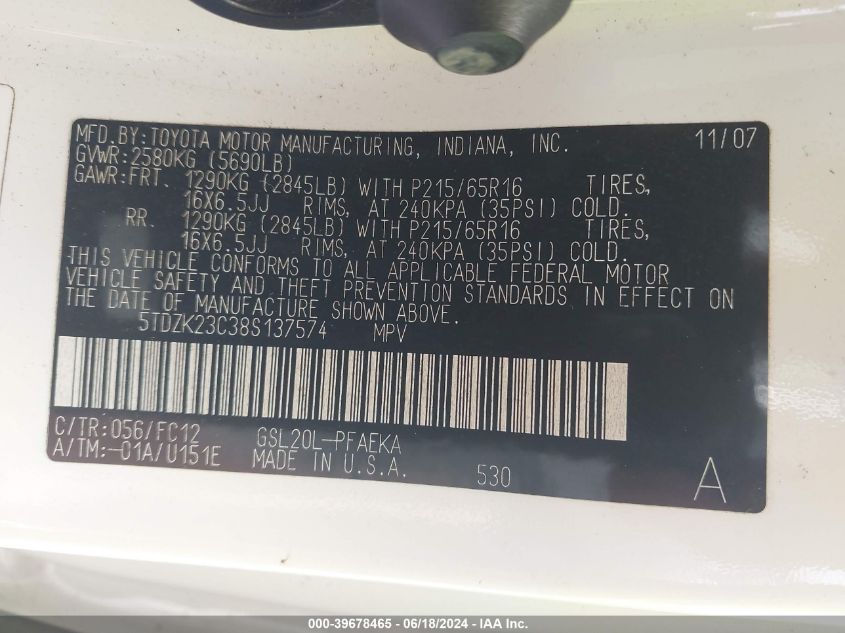 MFD.BY:TOYOTA MOTOR MANUFACTURING, INDIANA, INC. 11/07
GVWR:2580KG (5690LB)
GAWR:FRT. 1290KG (2845LB) WITH P215/65R16 TIRES,
16X6.5JJ RIMS, AT 240KPA (35PSI) COLD.
RR. 1290KG (2845LB) WITH P215/65R16 TIRES,
16X6.5JJ RIMS, AT 240KPA (35PSI) COLD.
THIS VEHICLE CONFORMS TO ALL APPLICABLE FEDERAL MOTOR
VEHICLE SAFETY AND THEFT PREVENTION STANDARDS IN EFFECT ON
THE DATE OF MANUFACTURE SHOWN ABOVE.
5TDZK23C38S137574 MPV
C/TR:056/FC12 GSL20L-PFAEKA
A/TM:-01A/U151E MADE IN U.S.A. 530 A
000-39678465 - 06/18/2024 - IAA Inc.